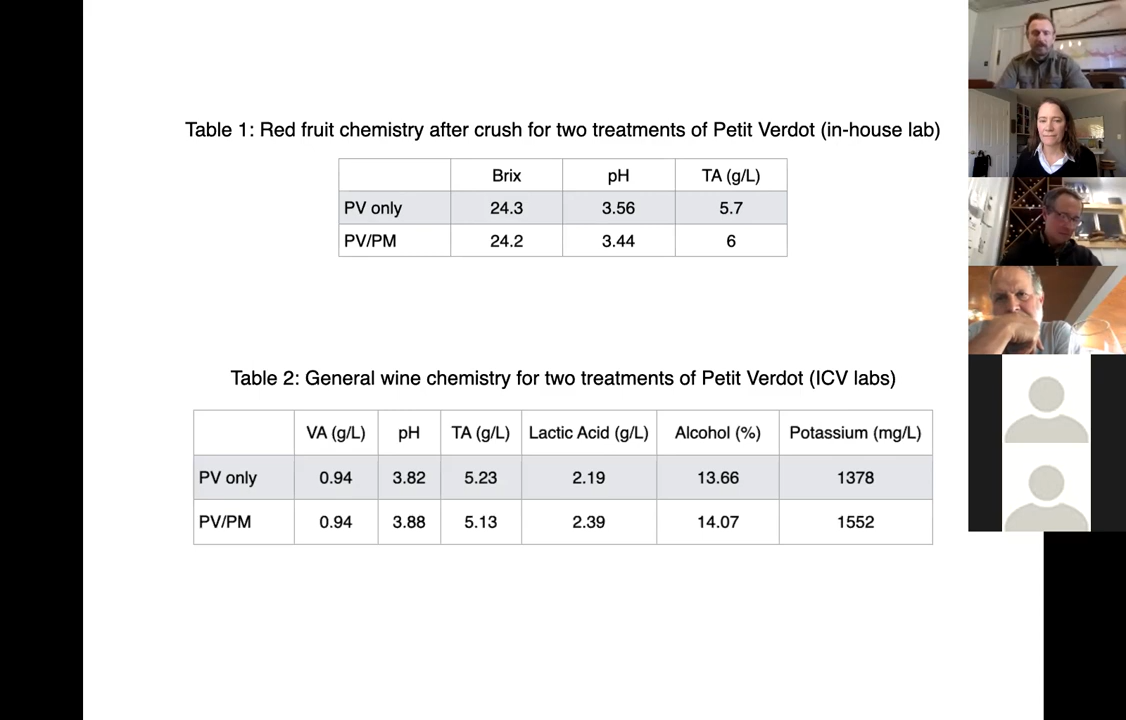 Table 1: Red fruit chemistry after crush for two treatments of Petit Verdot (in-house lab)
Brix pH TA (g/L)
PV only 24.3 3.56 5.7
PV/PM 24.2 3.44 6
Table 2: General wine chemistry for two treatments of Petit Verdot (ICV labs)
VA (g/L) pH TA (g/L) Lactic Acid (g/L) Alcohol (%) Potassium (mg/L)
PV only 0.94 3.82 5.23 2.19 13.66 1378
PV/PM 0.94 3.88 5.13 2.39 14.07 1552